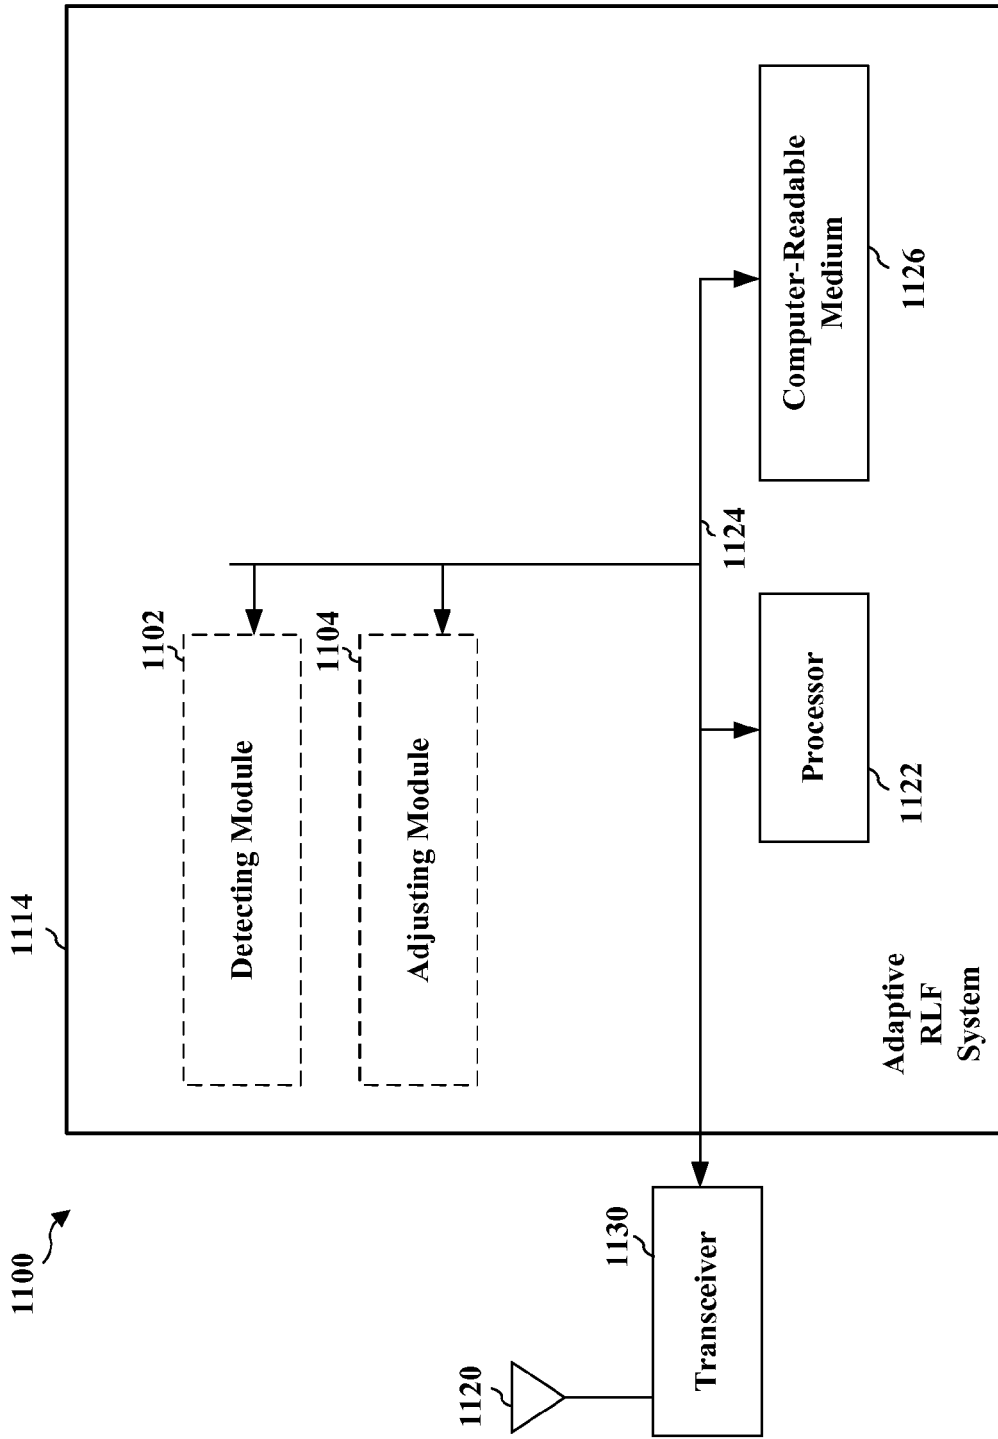 1100
1114
1102
Detecting Module
1104
Adjusting Module
1120
1130
Transceiver
1124
Processor
1122
Computer-Readable
Medium
1126
Adaptive
RLF
System